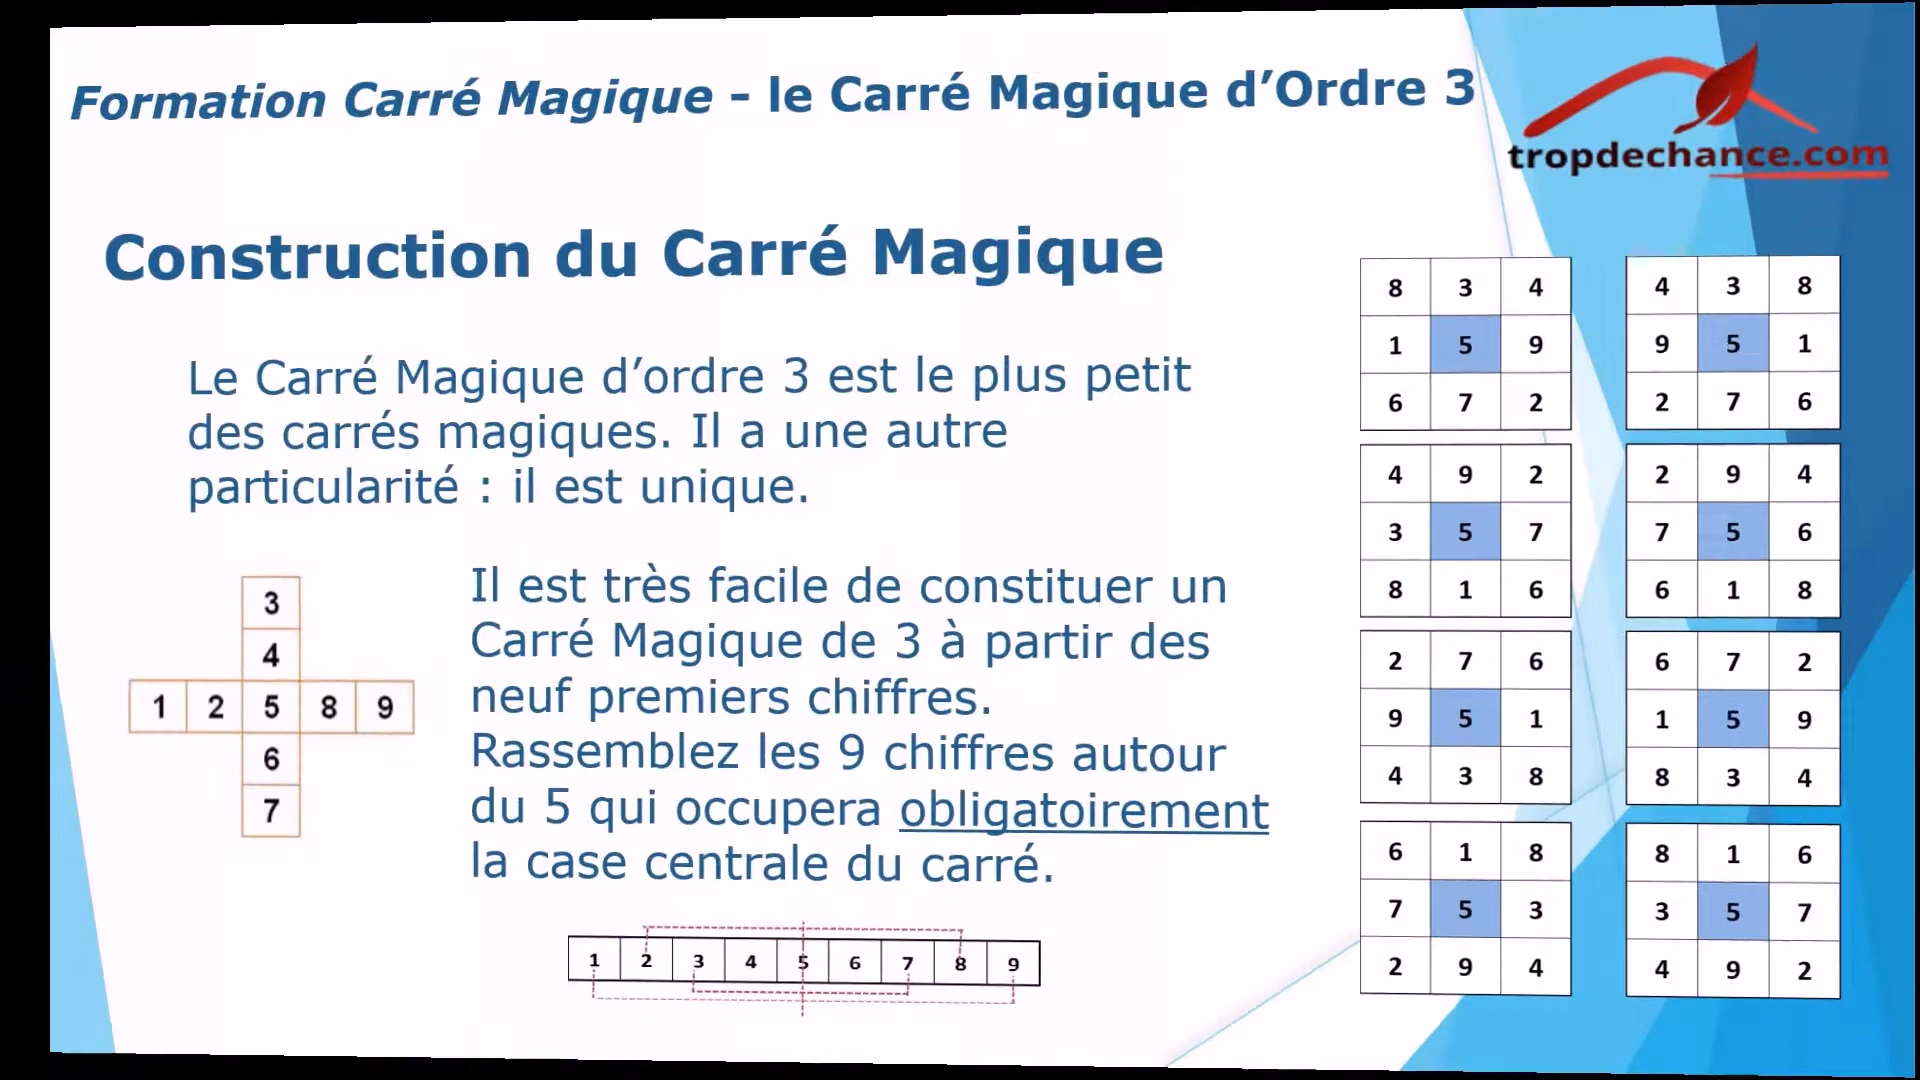 Formation Carré Magique - le Carré Magique d’Ordre 3
tropdechance.com
Construction du Carré Magique
Le Carré Magique d’ordre 3 est le plus petit
des carrés magiques. Il a une autre
particularité : il est unique.
3
4
1 2 5 8 9
6
7
Il est très facile de constituer un
Carré Magique de 3 à partir des
neuf premiers chiffres.
Rassemblez les 9 chiffres autour
du 5 qui occupera obligatoirement
la case centrale du carré.
1 2 3 4 5 6 7 8 9
8 3 4
1 5 9
6 7 2
4 3 8
9 5 1
2 7 6
4 9 2
3 5 7
8 1 6
2 9 4
7 5 6
6 1 8
2 7 6
9 5 1
4 3 8
6 7 2
1 5 9
8 3 4
6 1 8
7 5 3
2 9 4
8 1 6
3 5 7
4 9 2